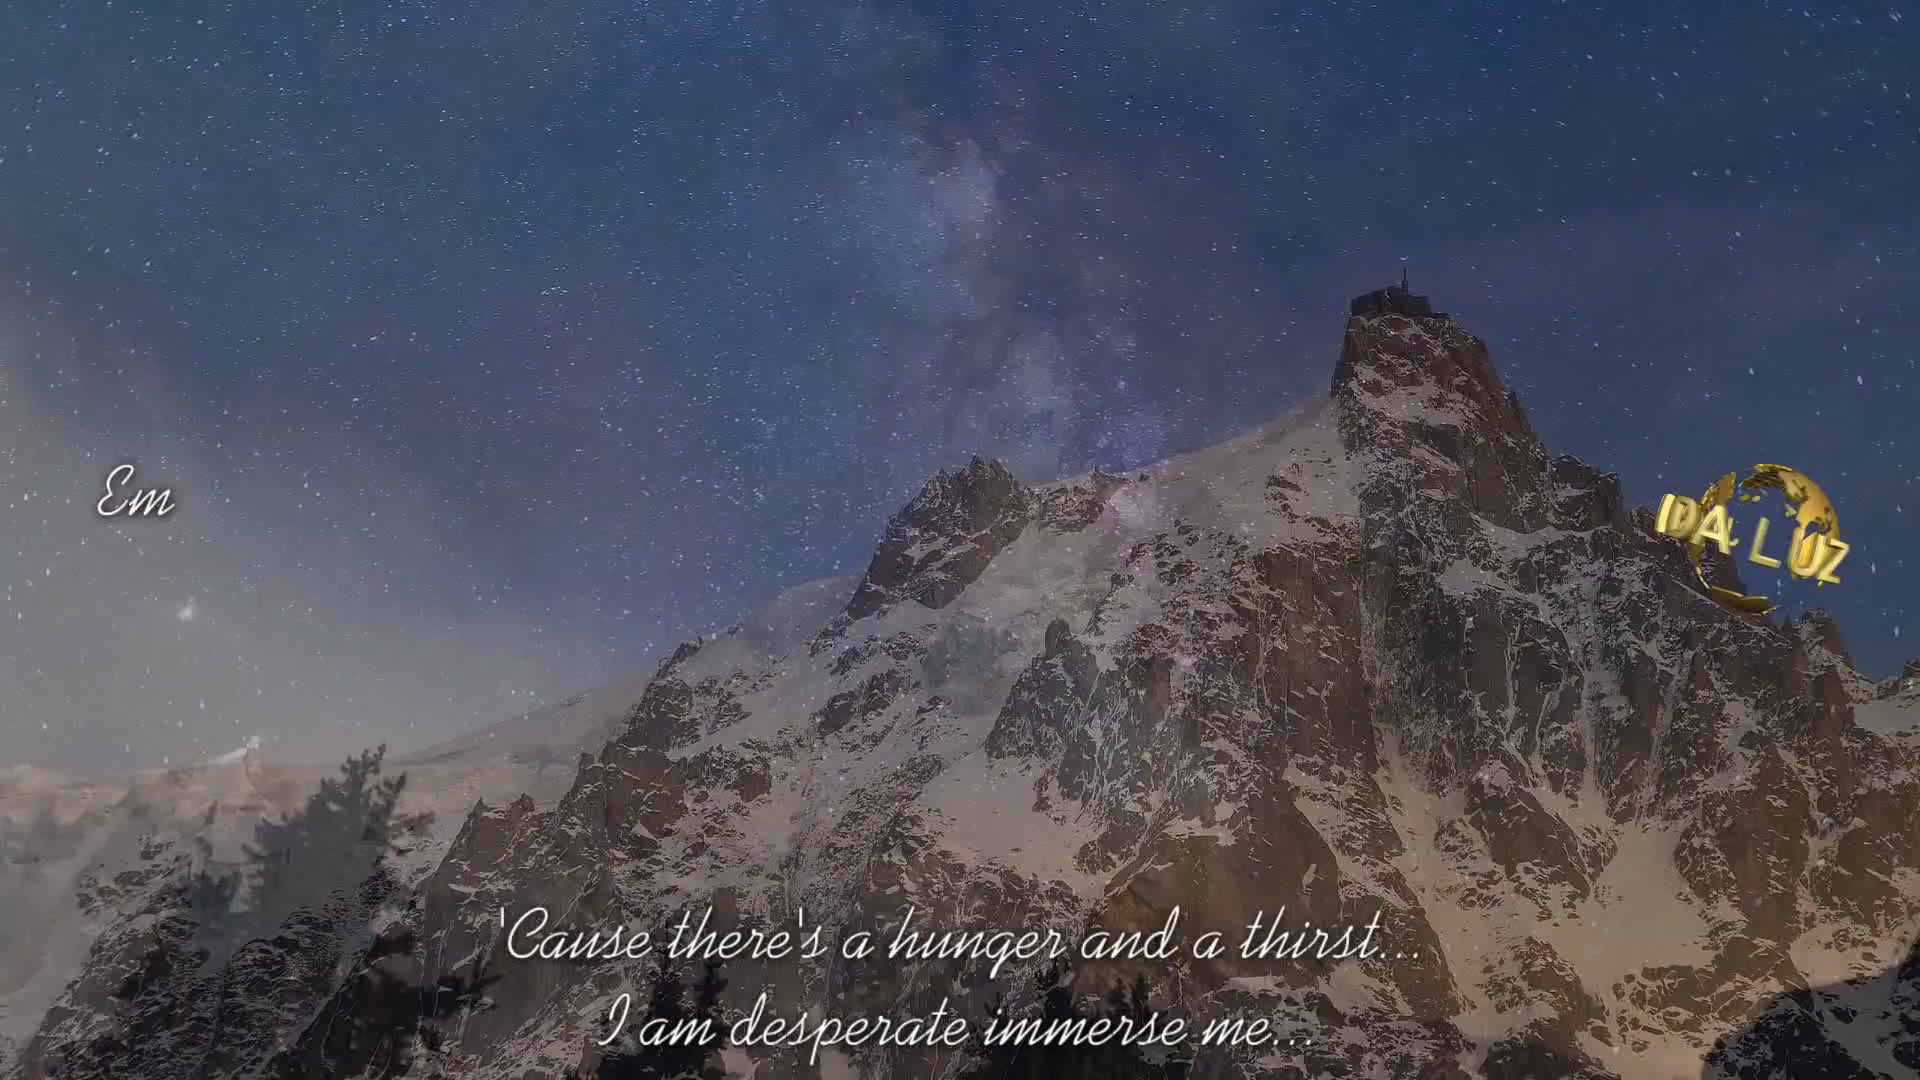 Em
DA LUZ
'Cause there's a hunger and a thirst...
I am desperate immerse me...